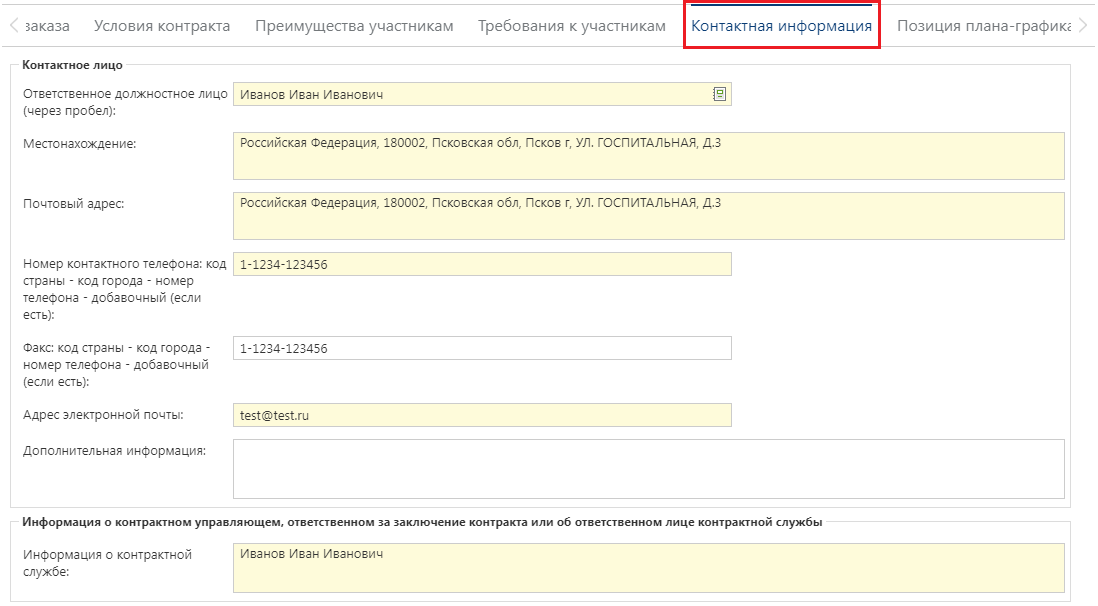 заказа Условия контракта Преимущества участникам Требования к участникам Контактная информация Позиция плана-графика
Контактное лицо
Ответственное должностное лицо (через пробел): Иванов Иван Иванович
Местонахождение: Российская Федерация, 180002, Псковская обл, Псков г, УЛ. ГОСПИТАЛЬНАЯ, Д.3
Почтовый адрес: Российская Федерация, 180002, Псковская обл, Псков г, УЛ. ГОСПИТАЛЬНАЯ, Д.3
Номер контактного телефона: код
страны - код города - номер
телефона - добавочный (если
есть):
1-1234-123456
Факс: код страны - код города -
номер телефона - добавочный
(если есть):
1-1234-123456
Адрес электронной почты: test@test.ru
Дополнительная информация:
Информация о контрактном управляющем, ответственном за заключение контракта или об ответственном лице контрактной службы
Информация о контрактной
службе:
Иванов Иван Иванович